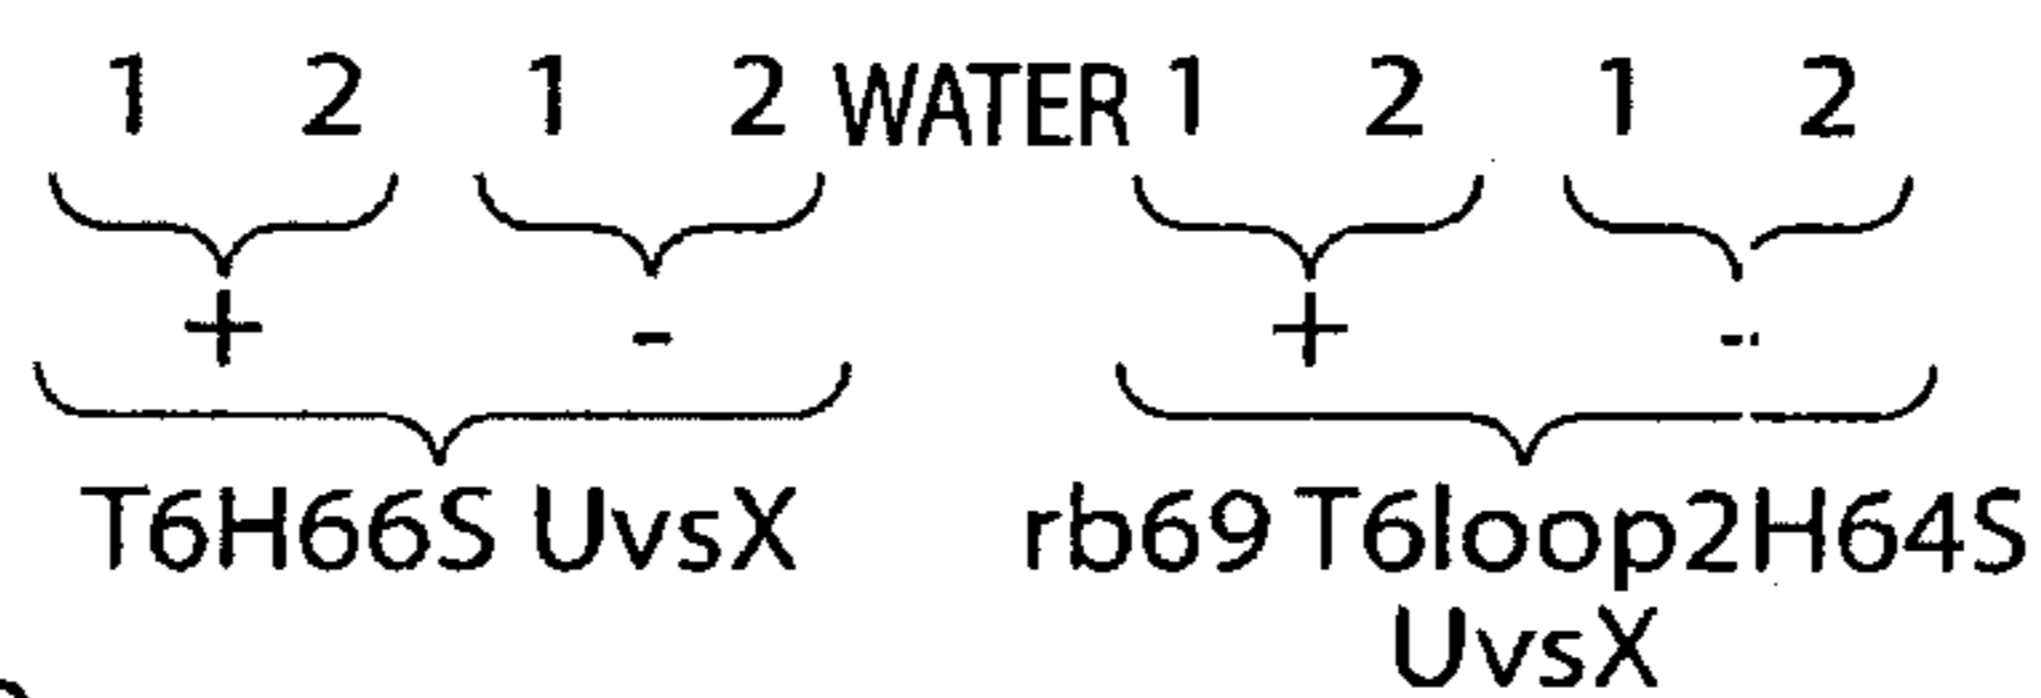 1 2 1 2 WATER 1 2 1 2
+ - + -
T6H66S UvsX rb69 T6loop2H64S
UvsX